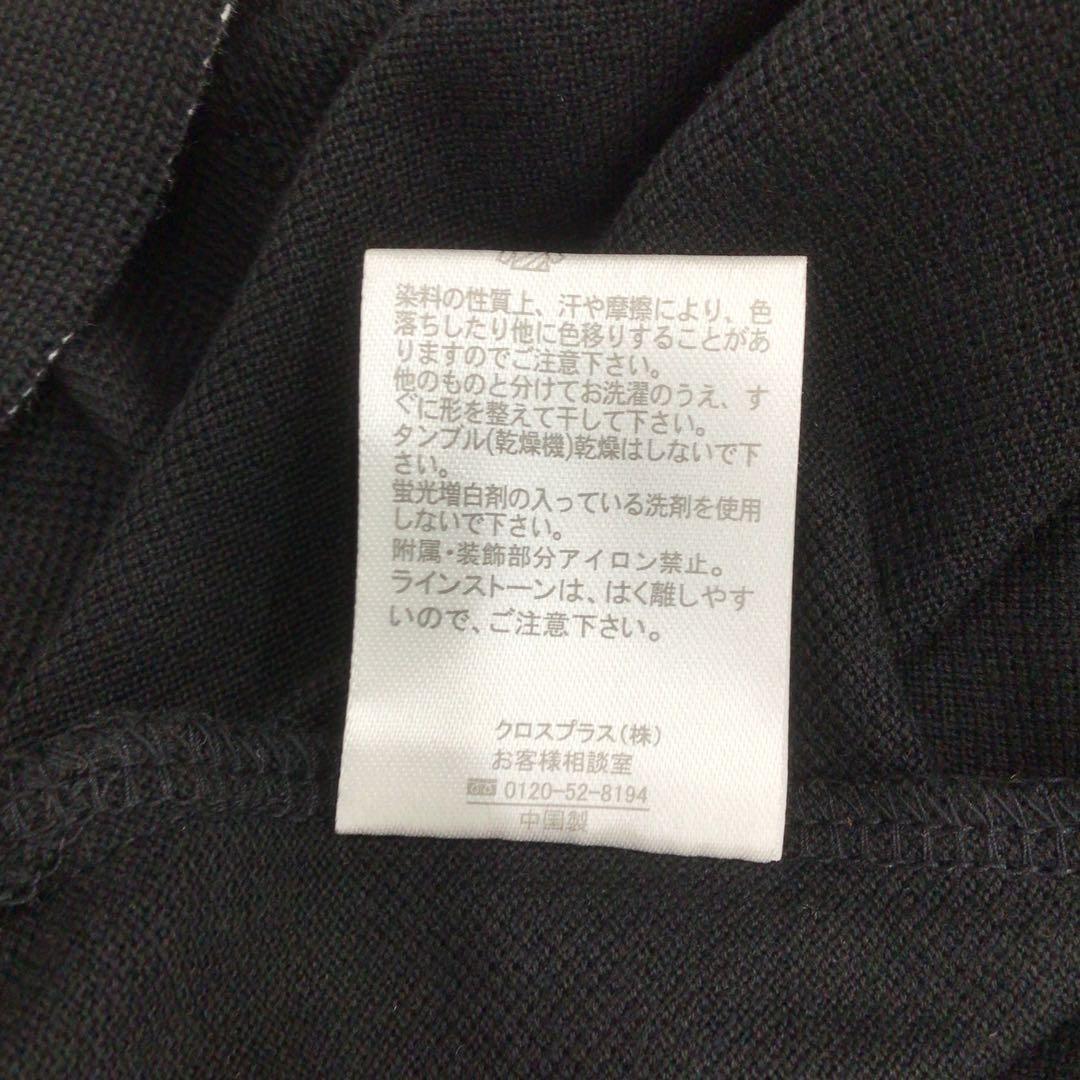 染料の性質上、汗や摩擦により、色
落ちしたり他に色移りすることがあ
りますのでご注意下さい。
他のものと分けてお洗濯のうえ、す
ぐに形を整えて干して下さい。
タンブル(乾燥機)乾燥はしないで下
さい。
蛍光増白剤の入っている洗剤を使用
しないで下さい。
附属・装飾部分アイロン禁止。
ラインストーンは、はく離しやす
いので、ご注意下さい。
クロスプラス(株)
お客様相談室
0120-52-8194
中国製